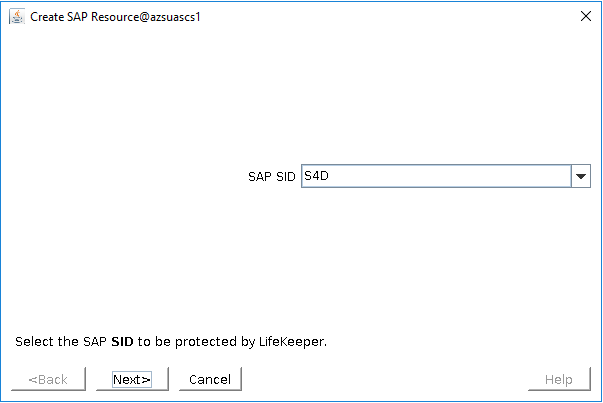 Create SAP Resource@azsuascs1
SAP SID S4D
Select the SAP SID to be protected by LifeKeeper.
<Back Next> Cancel Help